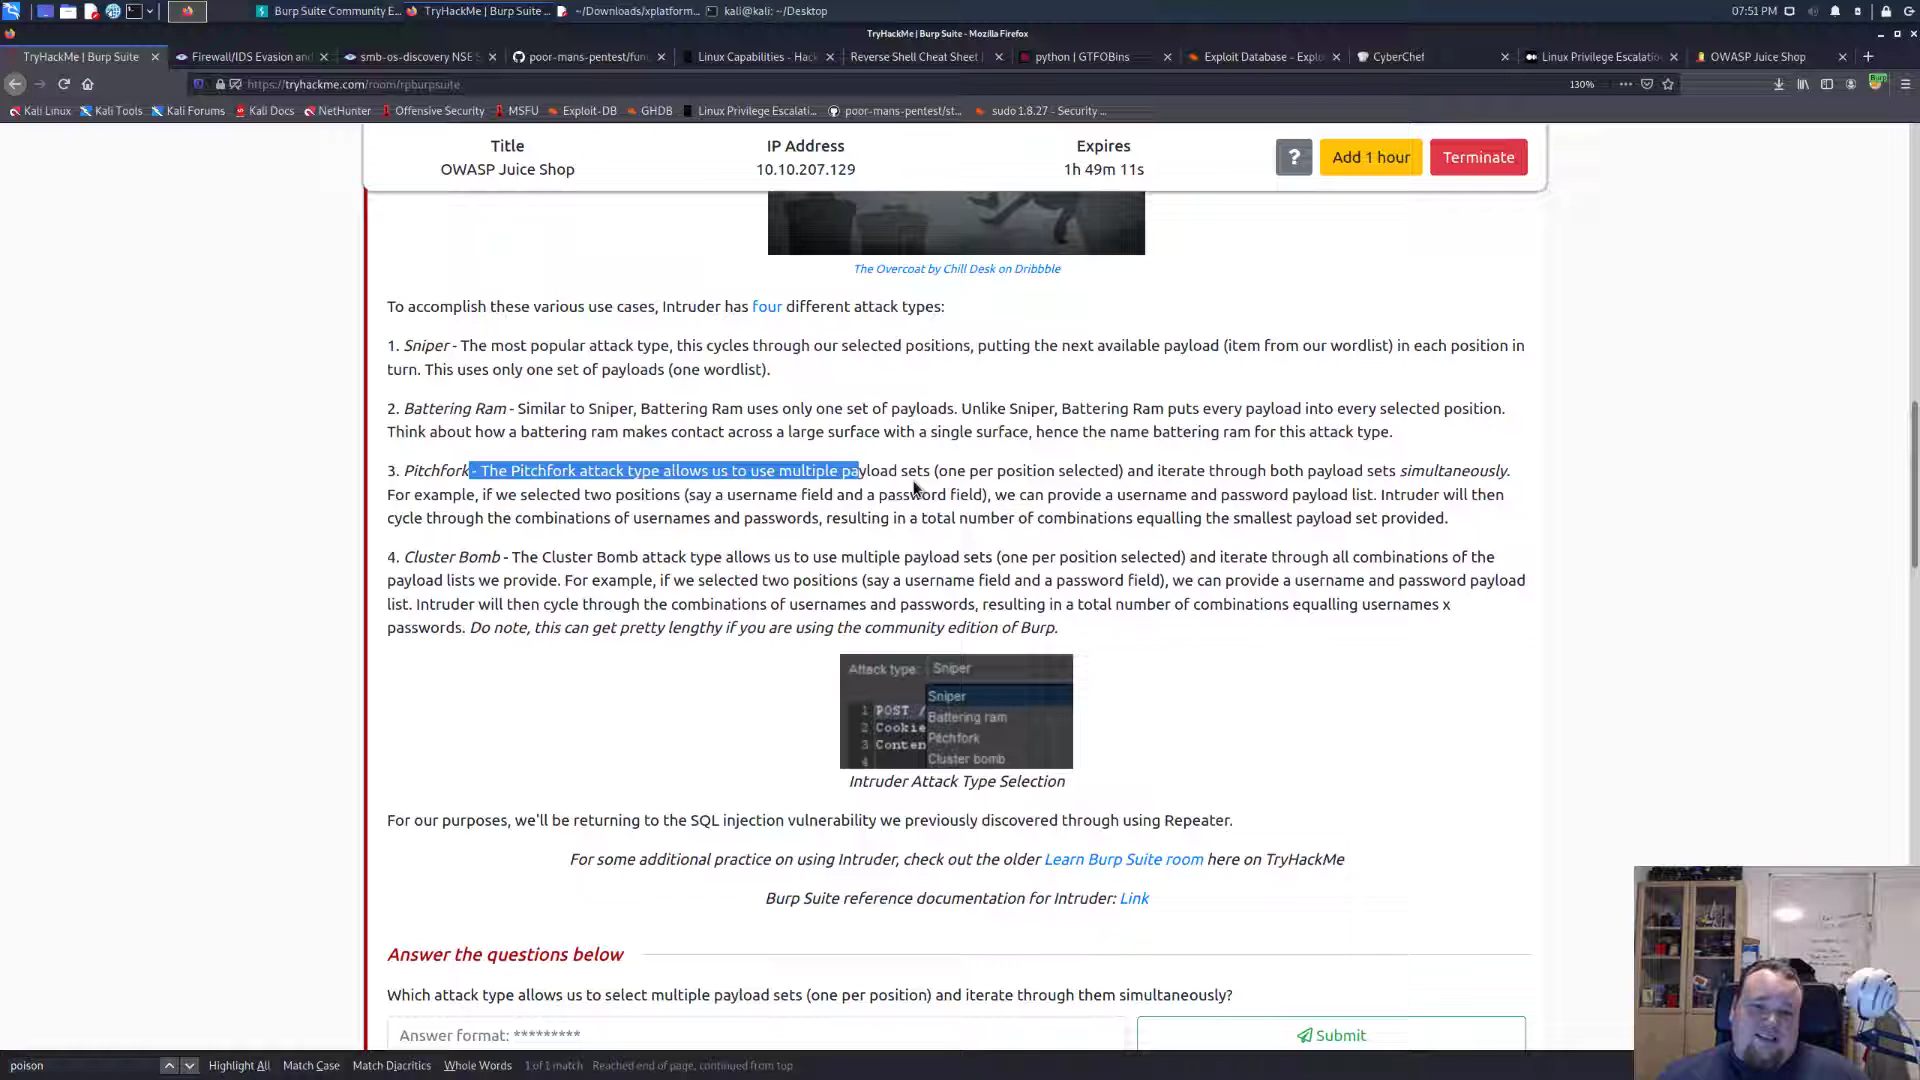 Burp Suite Community E...
TryHackMe | Burp Suite ...
~/Downloads/xplatform...
kali@kali: ~/Desktop
07:51 PM
TryHackMe | Burp Suite - Mozilla Firefox
TryHackMe | Burp Suite
Firewall/IDS Evasion and
smb-os-discovery NSE S
poor-mans-pentest/fun
Linux Capabilities - Hac
Reverse Shell Cheat Sheet
python | GTFOBins
Exploit Database - Explo
CyberChef
Linux Privilege Escalatio
OWASP Juice Shop
https://tryhackme.com/room/rpburpsuite
130%
Burp
Kali Linux
Kali Tools
Kali Forums
Kali Docs
NetHunter
Offensive Security
MSFU
Exploit-DB
GHDB
Linux Privilege Escalati...
poor-mans-pentest/st...
sudo 1.8.27 - Security ...
Title
IP Address
Expires
OWASP Juice Shop
10.10.207.129
1h 49m 11s
?
Add 1 hour
Terminate
The Overcoat by Chill Desk on Dribbble
To accomplish these various use cases, Intruder has four different attack types:
1. Sniper - The most popular attack type, this cycles through our selected positions, putting the next available payload (item from our wordlist) in each position in
turn. This uses only one set of payloads (one wordlist).
2. Battering Ram - Similar to Sniper, Battering Ram uses only one set of payloads. Unlike Sniper, Battering Ram puts every payload into every selected position.
Think about how a battering ram makes contact across a large surface with a single surface, hence the name battering ram for this attack type.
3. Pitchfork - The Pitchfork attack type allows us to use multiple payload sets (one per position selected) and iterate through both payload sets simultaneously.
For example, if we selected two positions (say a username field and a password field), we can provide a username and password payload list. Intruder will then
cycle through the combinations of usernames and passwords, resulting in a total number of combinations equalling the smallest payload set provided.
4. Cluster Bomb - The Cluster Bomb attack type allows us to use multiple payload sets (one per position selected) and iterate through all combinations of the
payload lists we provide. For example, if we selected two positions (say a username field and a password field), we can provide a username and password payload
list. Intruder will then cycle through the combinations of usernames and passwords, resulting in a total number of combinations equalling usernames x
passwords. Do note, this can get pretty lengthy if you are using the community edition of Burp.
Attack type: Sniper
Sniper
1 POST /
Battering ram
2 Cookie
Pitchfork
3 Conten
Cluster bomb
4
Intruder Attack Type Selection
For our purposes, we'll be returning to the SQL injection vulnerability we previously discovered through using Repeater.
For some additional practice on using Intruder, check out the older Learn Burp Suite room here on TryHackMe
Burp Suite reference documentation for Intruder: Link
Answer the questions below
Which attack type allows us to select multiple payload sets (one per position) and iterate through them simultaneously?
Answer format: *********
Submit
poison
Highlight All
Match Case
Match Diacritics
Whole Words
1 of 1 match
Reached end of page, continued from top